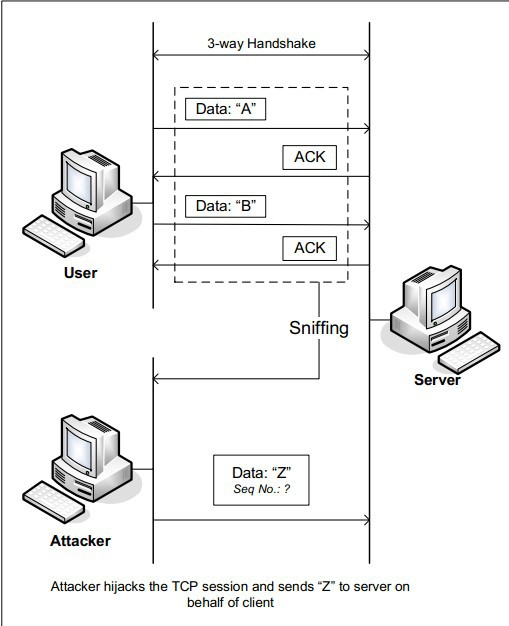 3-way Handshake
Data: “A”
ACK
Data: “B”
ACK
User
Sniffing
Server
Data: “Z”
Seq No.: ?
Attacker
Attacker hijacks the TCP session and sends “Z” to server on
behalf of client